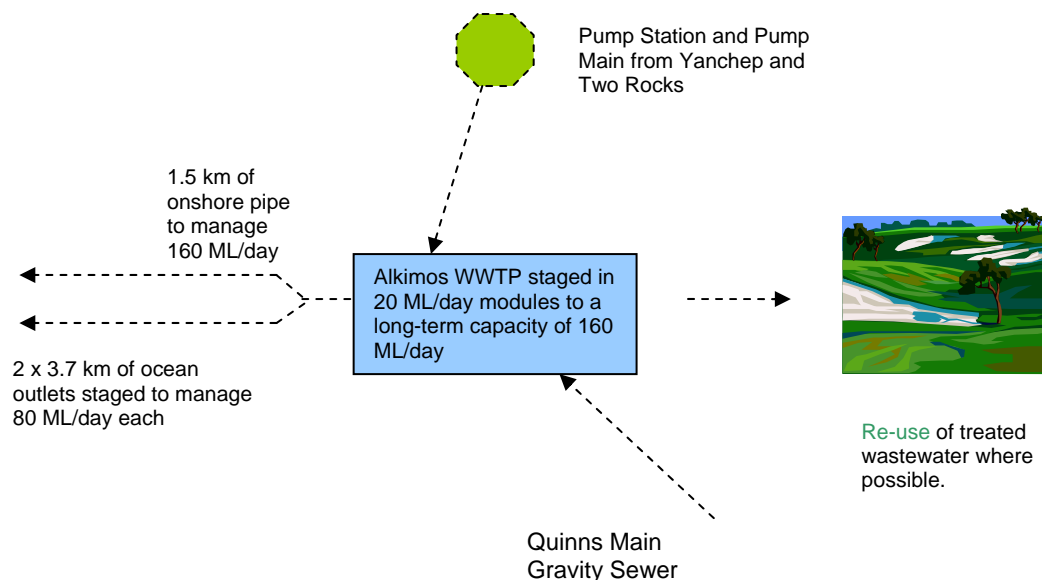 Pump Station and Pump
Main from Yanchep and
Two Rocks
1.5 km of
onshore pipe
to manage
160 ML/day
Alkimos WWTP staged in
20 ML/day modules to a
long-term capacity of 160
ML/day
2 x 3.7 km of ocean
outlets staged to manage
80 ML/day each
Re-use of treated
wastewater where
possible.
Quinns Main
Gravity Sewer